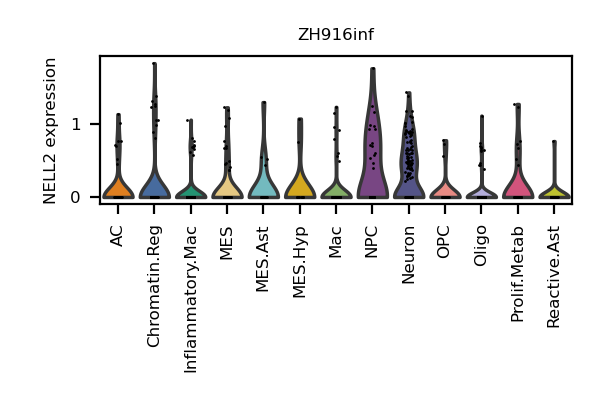 ZH916inf
NELL2 expression
1
0
AC
Chromatin.Reg
Inflammatory.Mac
MES
MES.Ast
MES.Hyp
Mac
NPC
Neuron
OPC
Oligo
Prolif.Metab
Reactive.Ast